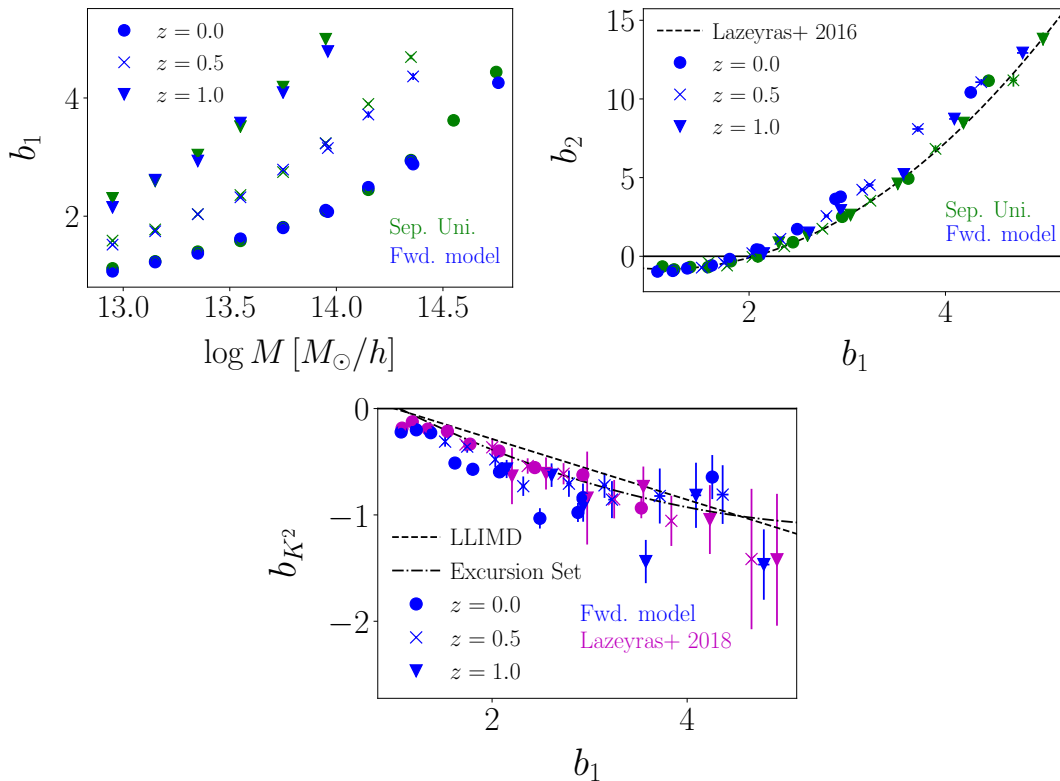 4
2
b₁
z = 0.0
z = 0.5
z = 1.0
Sep. Uni.
Fwd. model
13.0 13.5 14.0 14.5
log M [M⊙/h]
15
10
5
0
b₂
Lazeyras+ 2016
z = 0.0
z = 0.5
z = 1.0
Sep. Uni.
Fwd. model
2 4
b₁
0
−1
−2
b_{K²}
LLIMD
Excursion Set
z = 0.0
z = 0.5
z = 1.0
Fwd. model
Lazeyras+ 2018
2 4
b₁